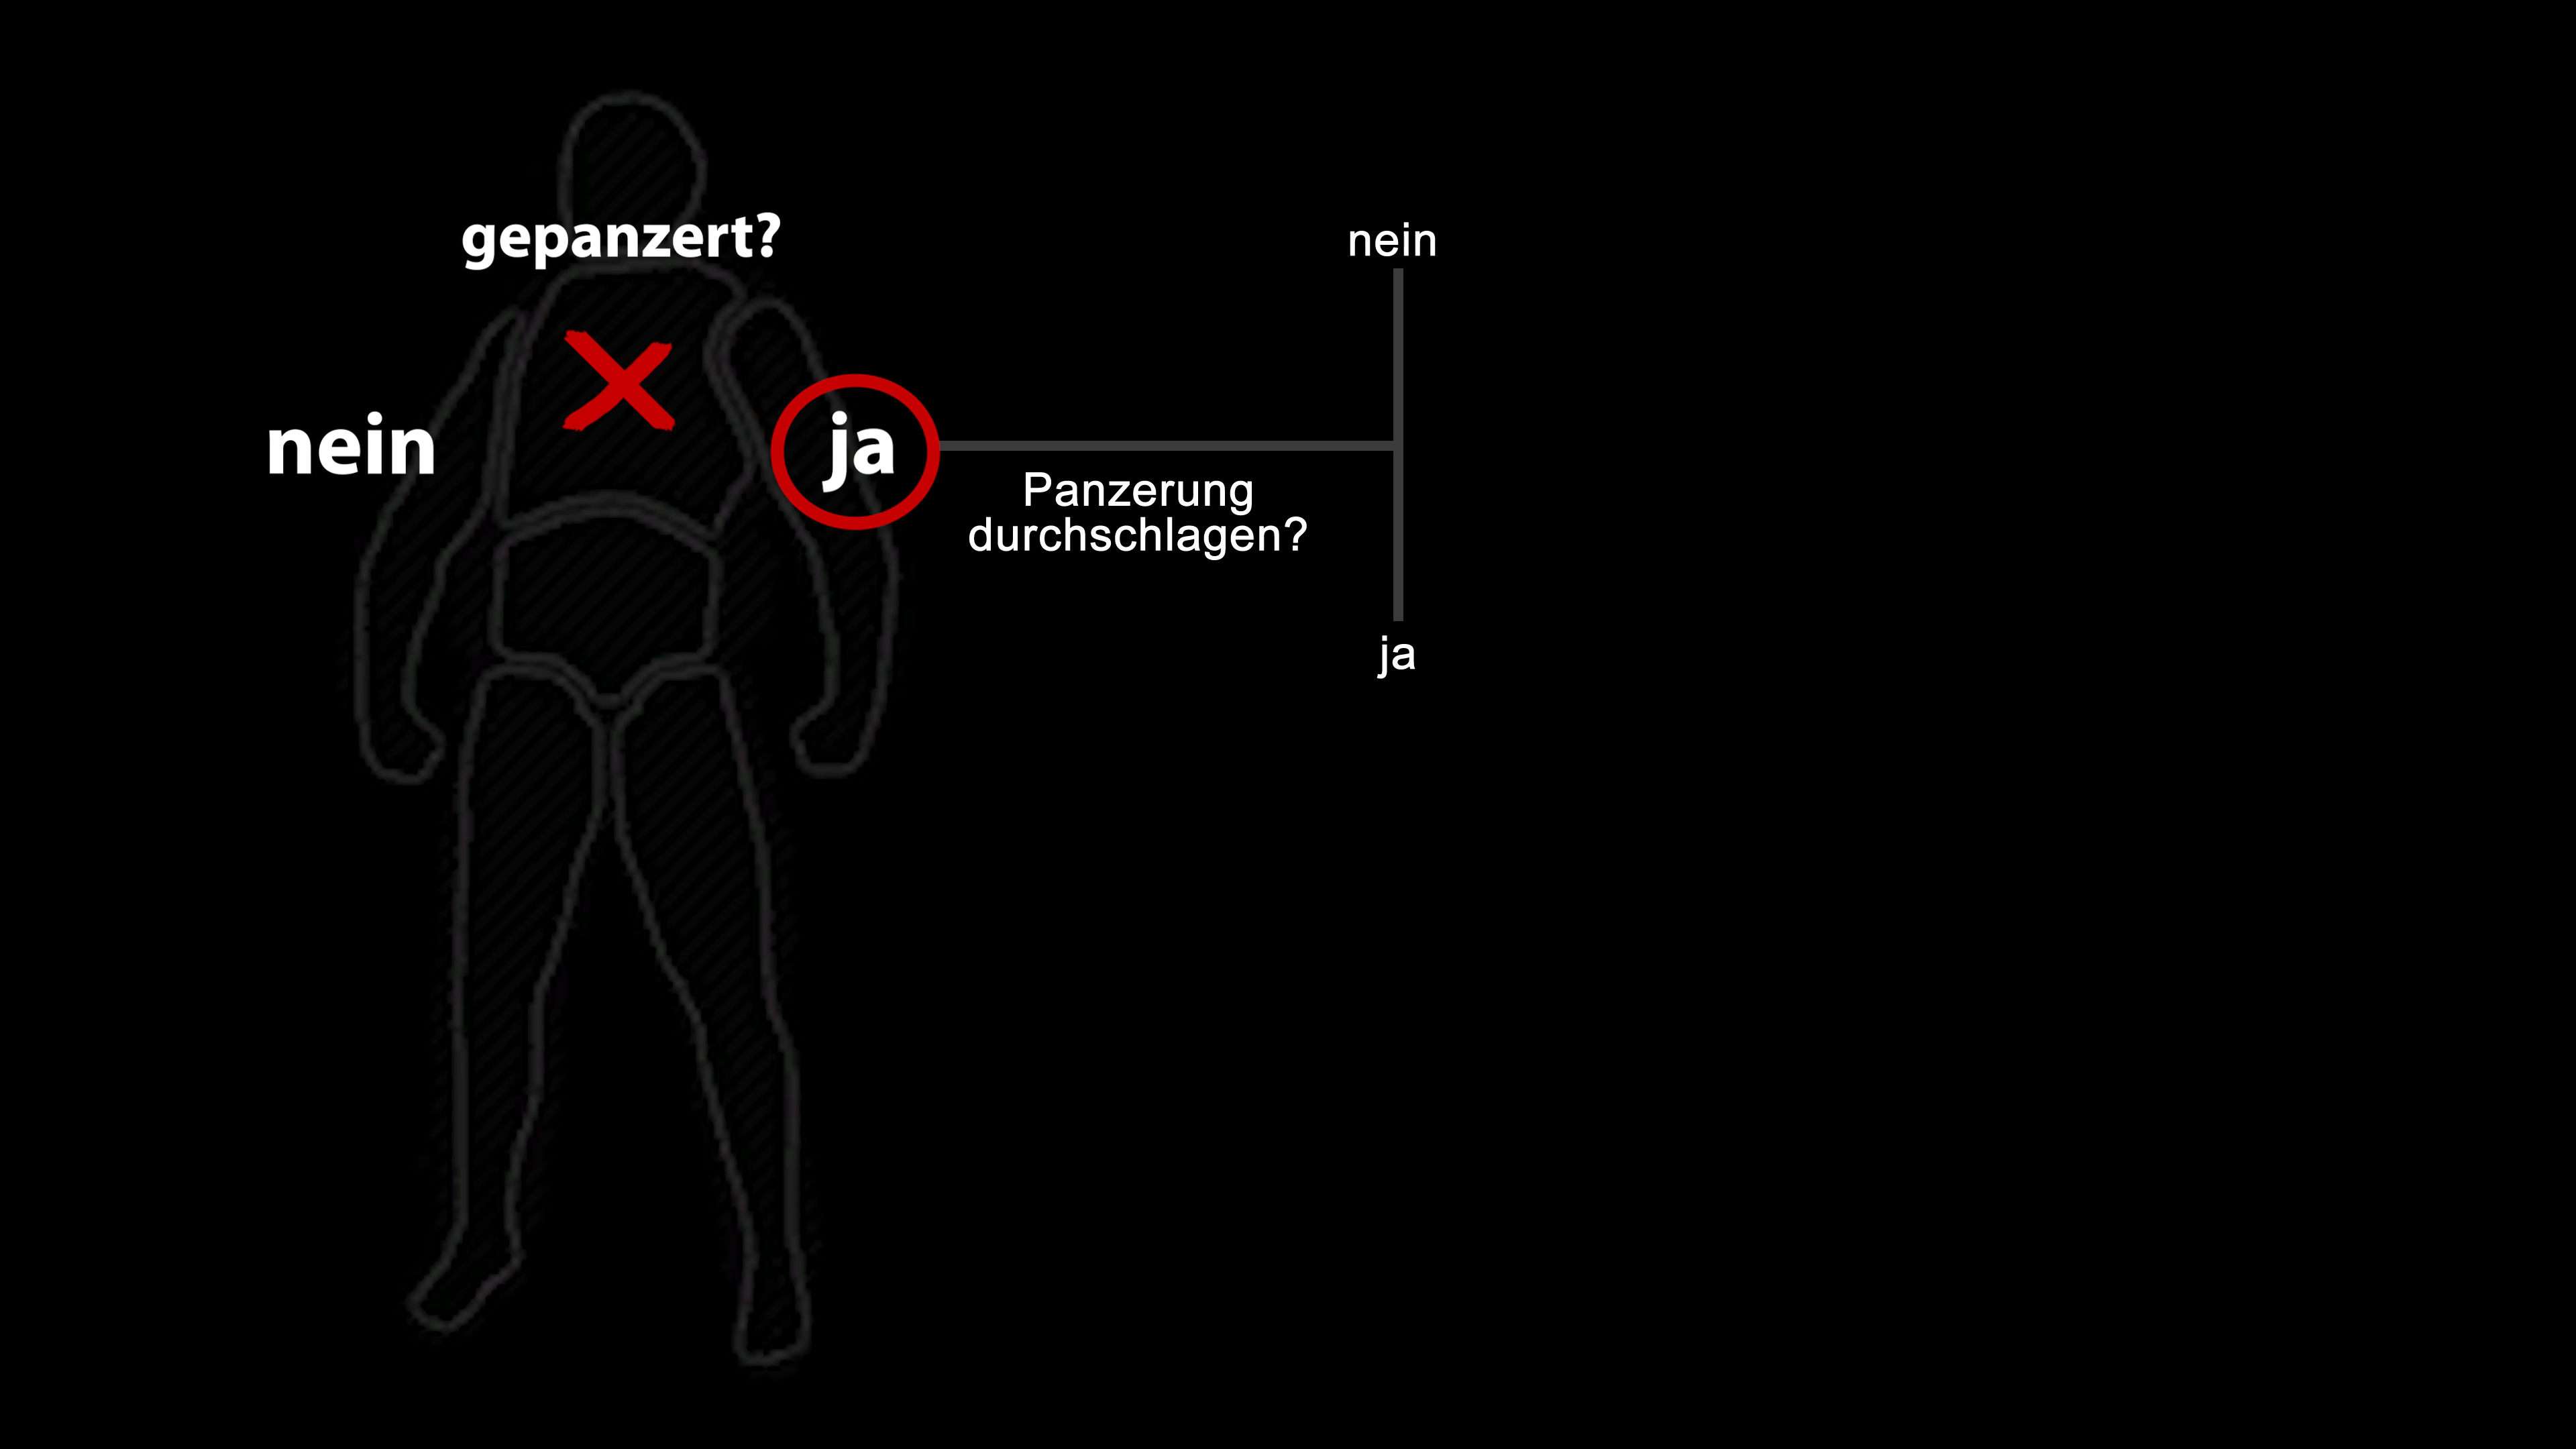 gepanzert?
nein
ja
Panzerung
durchschlagen?
nein
ja